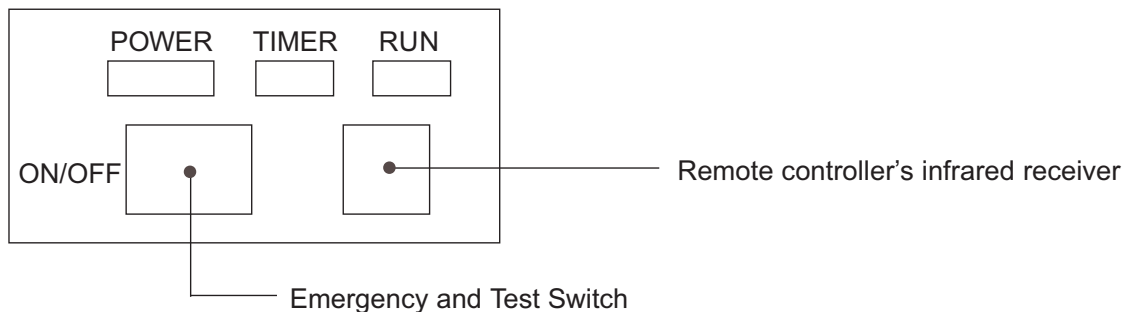 POWER TIMER RUN
ON/OFF
Remote controller's infrared receiver
Emergency and Test Switch